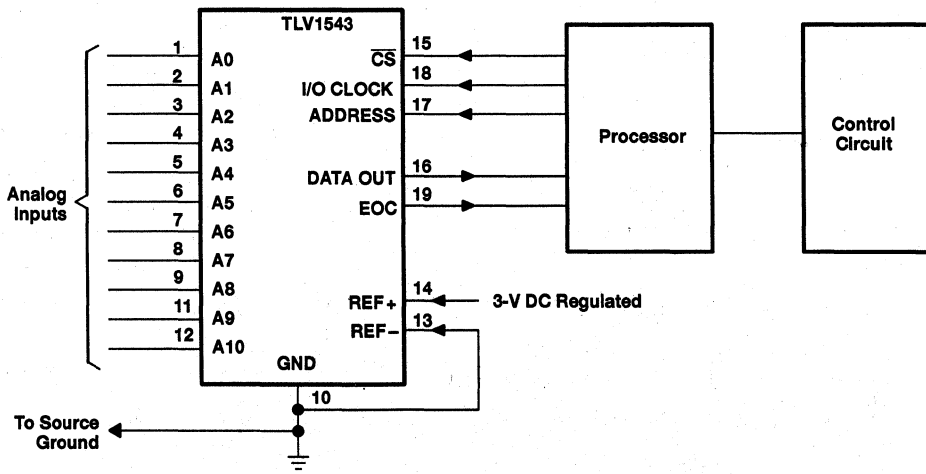 TLV1543
Analog
Inputs
1 A0
2 A1
3 A2
4 A3
5 A4
6 A5
7 A6
8 A7
9 A8
11 A9
12 A10
CS 15
I/O CLOCK 18
ADDRESS 17
DATA OUT 16
EOC 19
REF+ 14 3-V DC Regulated
REF− 13
GND
10
To Source
Ground
Processor
Control
Circuit